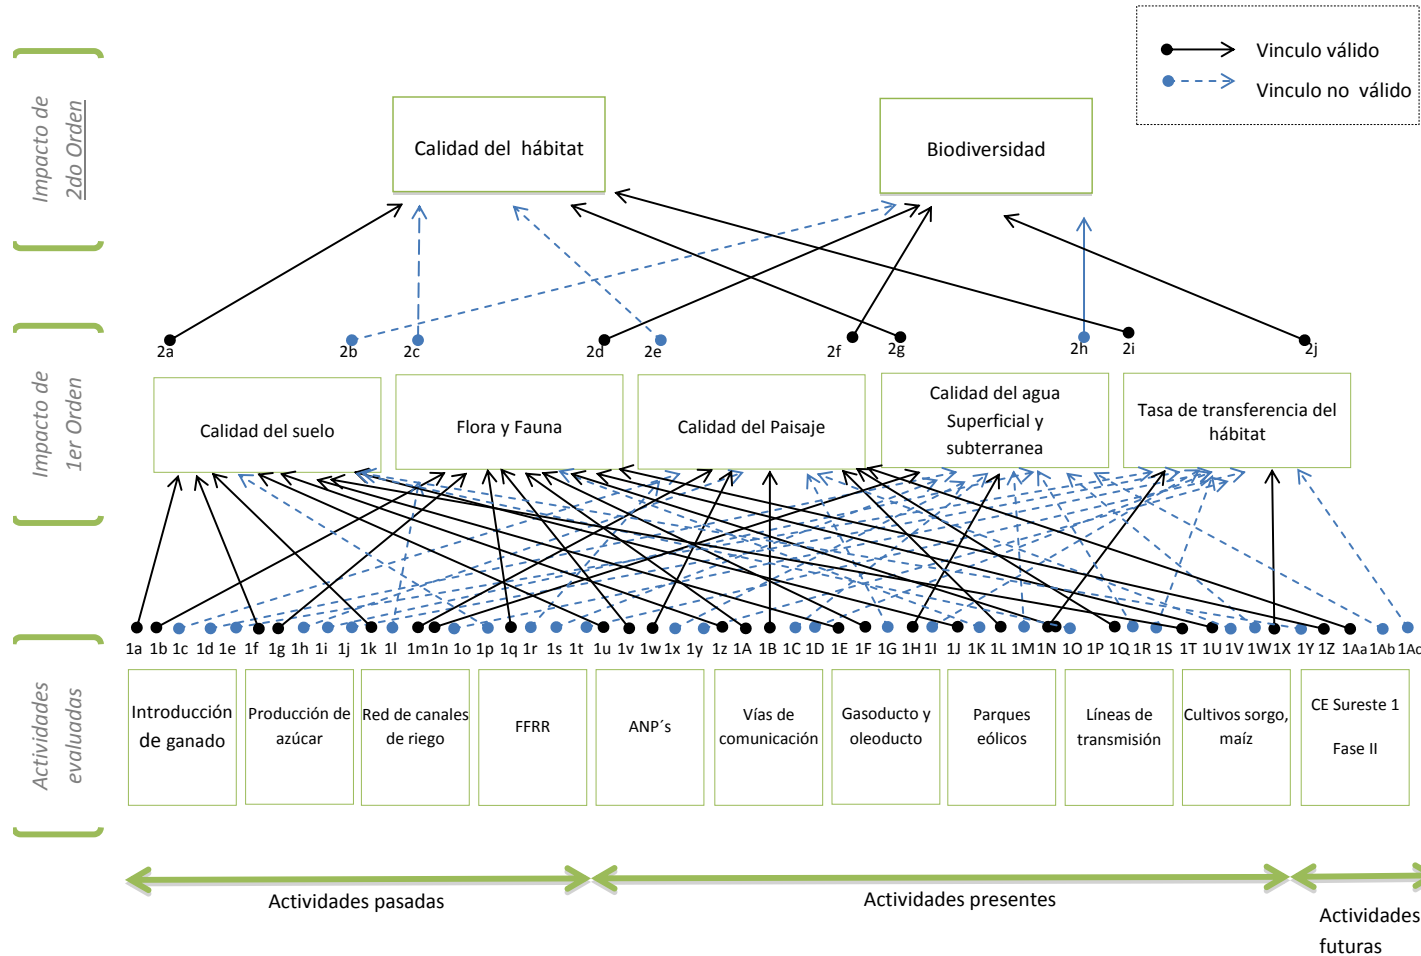 Vinculo válido
Vinculo no  válido
Impacto de
2do Orden
Calidad del  hábitat
Biodiversidad
2a
2b
2c
2d
2e
2f
2g
2h
2i
2j
Impacto de
1er Orden
Calidad del suelo
Flora y Fauna
Calidad del Paisaje
Calidad del agua
Superficial y
subterranea
Tasa de transferencia del
hábitat
1a 1b 1c 1d 1e 1f 1g 1h 1i 1j 1k 1l 1m 1n 1o 1p 1q 1r 1s 1t 1u 1v 1w 1x 1y 1z 1A 1B 1C 1D 1E 1F 1G 1H 1I 1J 1K 1L 1M 1N 1O 1P 1Q 1R 1S 1T 1U 1V 1W 1X 1Y 1Z 1Aa 1Ab 1Ac
Actividades
evaluadas
Introducción
de ganado
Producción de
azúcar
Red de canales
de riego
FFRR
ANP´s
Vías de
comunicación
Gasoducto y
oleoducto
Parques
eólicos
Líneas de
transmisión
Cultivos sorgo,
maíz
CE Sureste 1
Fase II
Actividades pasadas
Actividades presentes
Actividades
futuras